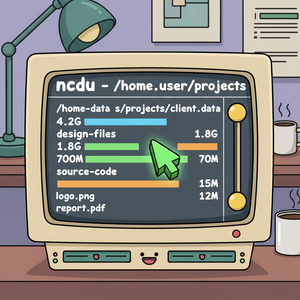 ncdu - /home.user/projects
/home-data s/projects/client.data
4.2G
design-files 1.8G
1.8G
700M 70M
source-code
15M
logo.png 12M
report.pdf